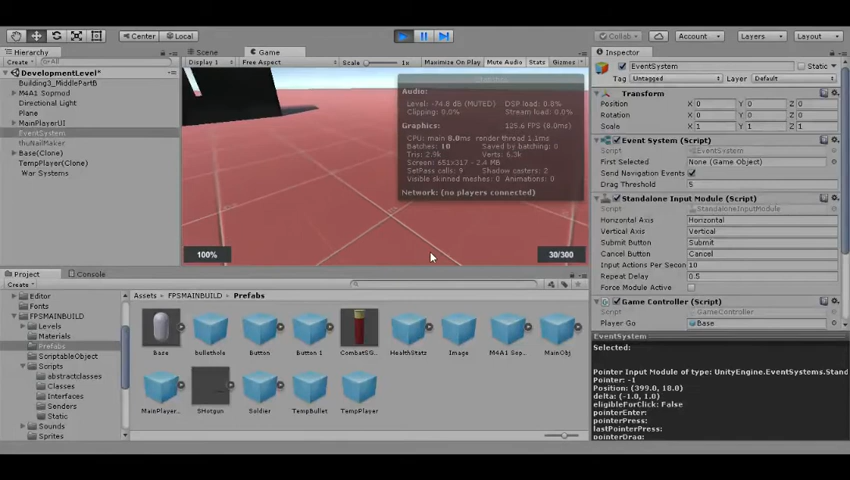 Center Local Collab Account Layers Layout
Hierarchy
Create All
DevelopmentLevel*
Building3_MiddlePartB
M4A1 Sopmod
Directional Light
Plane
MainPlayerUI
EventSystem
thuNailMaker
Base(Clone)
TempPlayer(Clone)
War Systems
Scene Game
Display 1 Free Aspect Scale 1x Maximize On Play Mute Audio Stats Gizmos
Audio:
Level: -74.8 dB (MUTED) DSP load: 0.8%
Clipping: 0.0% Stream load: 0.0%
Graphics: 125.6 FPS (8.0ms)
CPU: main 8.0ms render thread 1.1ms
Batches: 10 Saved by batching: 0
Tris: 2.9k Verts: 6.3k
Screen: 651x317 - 2.4 MB
SetPass calls: 9 Shadow casters: 2
Visible skinned meshes: 0 Animations: 0
Network: (no players connected)
100% 30/300
Inspector
EventSystem Static
Tag Untagged Layer Default
Transform
Position X 0 Y 0 Z 0
Rotation X 0 Y 0 Z 0
Scale X 1 Y 1 Z 1
Event System (Script)
Script EventSystem
First Selected None (Game Object)
Send Navigation Events
Drag Threshold 5
Standalone Input Module (Script)
Script StandaloneInputModule
Horizontal Axis Horizontal
Vertical Axis Vertical
Submit Button Submit
Cancel Button Cancel
Input Actions Per Secon 10
Repeat Delay 0.5
Force Module Active
Game Controller (Script)
Script GameController
Player Go Base
EventSystem
Selected:
Pointer Input Module of type: UnityEngine.EventSystems.Stand
Pointer: -1
Position: (399.0, 18.0)
delta: (-1.0, 1.0)
eligibleForClick: False
pointerEnter:
pointerPress:
lastPointerPress:
pointerDrag:
Project Console
Create
Editor
Fonts
FPSMAINBUILD
Levels
Materials
Prefabs
ScriptableObject
Scripts
abstractclasses
Classes
Interfaces
Senders
Static
Sounds
Sprites
Assets FPSMAINBUILD Prefabs
Base bullethole Button Button 1 CombatSG... HealthStatz Image M4A1 Sep... MainObj
MainPlayer... SHotgun Soldier TempBullet TempPlayer